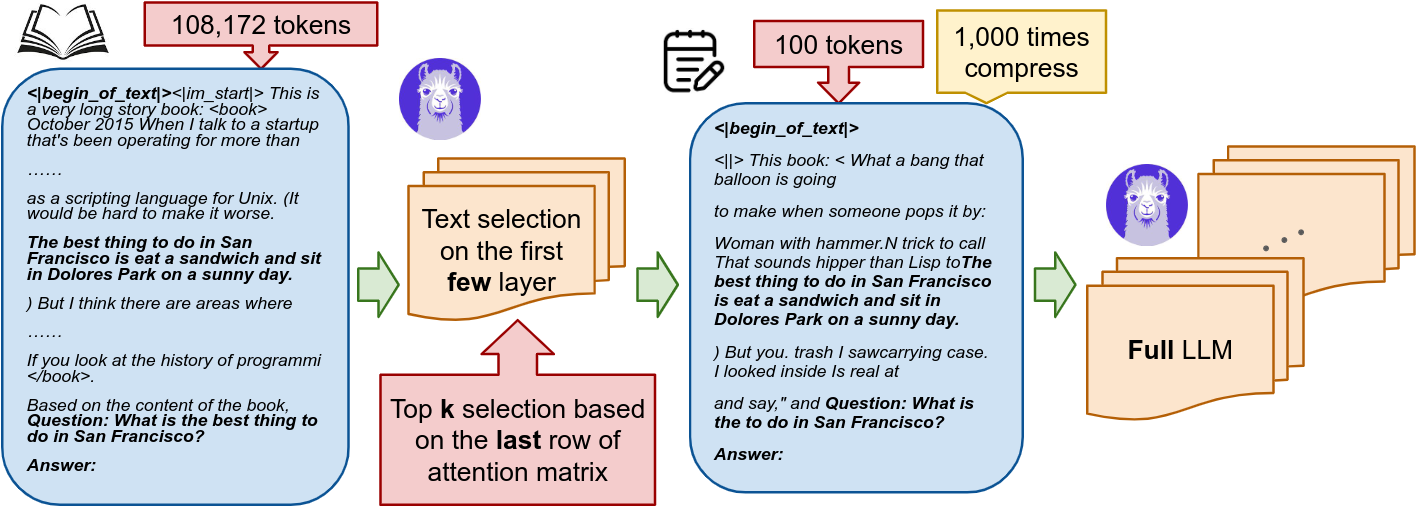 108,172 tokens
<|begin_of_text|><|im_start|> This is
a very long story book: <book>
October 2015 When I talk to a startup
that's been operating for more than
......
as a scripting language for Unix. (It
would be hard to make it worse.
The best thing to do in San
Francisco is eat a sandwich and sit
in Dolores Park on a sunny day.
) But I think there are areas where
......
If you look at the history of programmi
</book>.
Based on the content of the book,
Question: What is the best thing to
do in San Francisco?
Answer:
Text selection
on the first
few layer
Top k selection based
on the last row of
attention matrix
100 tokens
1,000 times
compress
<|begin_of_text|>
<||> This book: < What a bang that
balloon is going
to make when someone pops it by:
Woman with hammer.N trick to call
That sounds hipper than Lisp toThe
best thing to do in San Francisco
is eat a sandwich and sit in
Dolores Park on a sunny day.
) But you. trash I sawcarrying case.
I looked inside Is real at
and say," and Question: What is
the to do in San Francisco?
Answer:
Full LLM